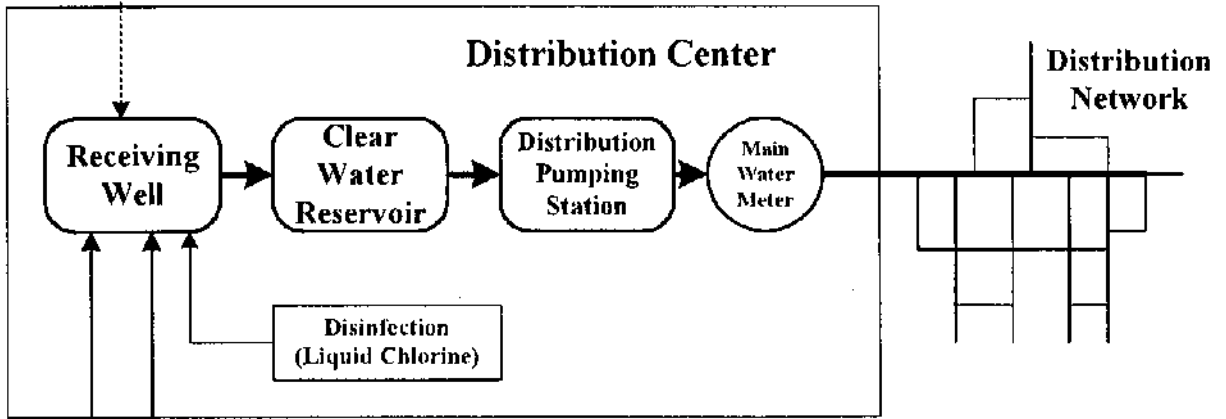 Distribution Center
Distribution
Network
Receiving
Well
Clear
Water
Reservoir
Distribution
Pumping
Station
Main
Water
Meter
Disinfection
(Liquid Chlorine)